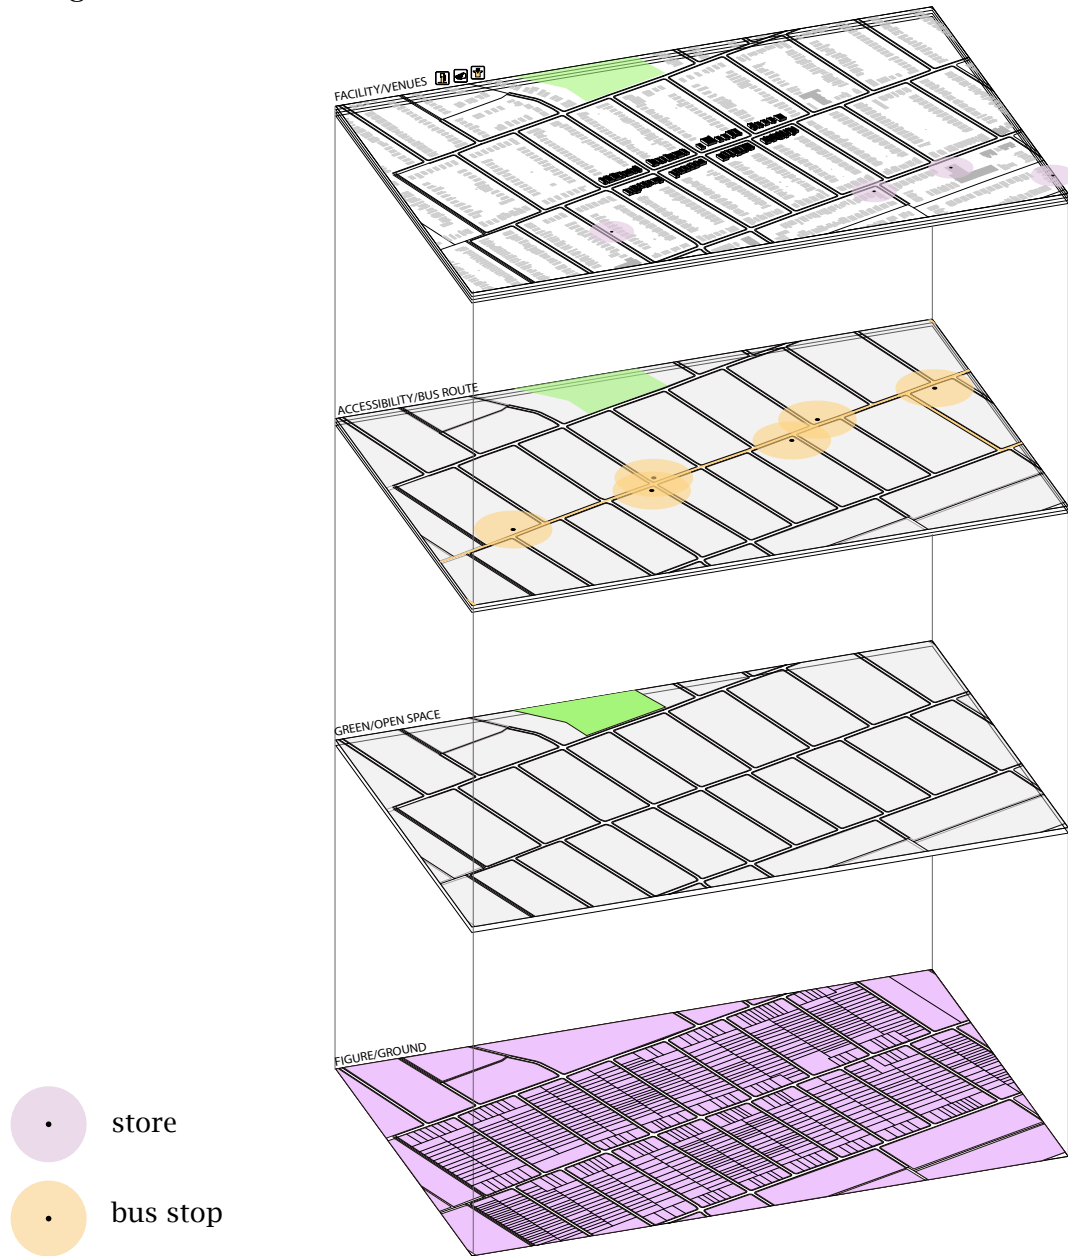 FACILITY/VENUES
ACCESSIBILITY/BUS ROUTE
GREEN/OPEN SPACE
FIGURE/GROUND
store
bus stop